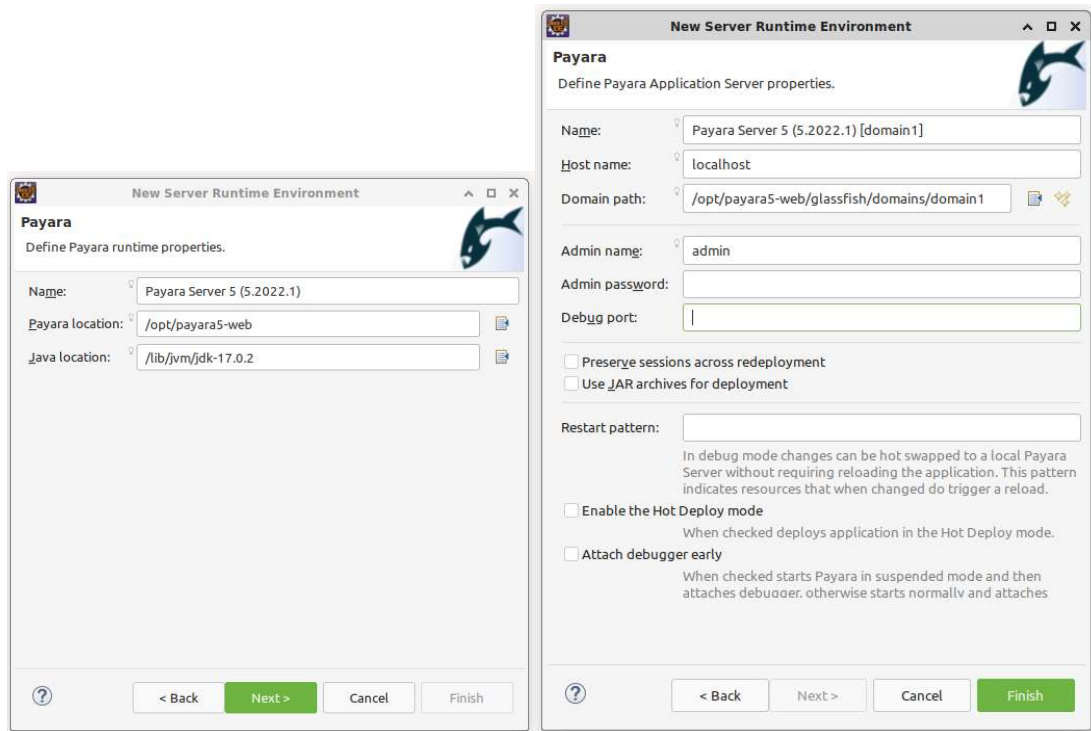 New Server Runtime Environment
Payara
Define Payara runtime properties.
Name: Payara Server 5 (5.2022.1)
Payara location: /opt/payara5-web
Java location: /lib/jvm/jdk-17.0.2
< Back Next > Cancel Finish
New Server Runtime Environment
Payara
Define Payara Application Server properties.
Name: Payara Server 5 (5.2022.1) [domain1]
Host name: localhost
Domain path: /opt/payara5-web/glassfish/domains/domain1
Admin name: admin
Admin password:
Debug port:
Preserve sessions across redeployment
Use JAR archives for deployment
Restart pattern:
In debug mode changes can be hot swapped to a local Payara
Server without requiring reloading the application. This pattern
indicates resources that when changed do trigger a reload.
Enable the Hot Deploy mode
When checked deploys application in the Hot Deploy mode.
Attach debugger early
When checked starts Payara in suspended mode and then
attaches debugger, otherwise starts normally and attaches
< Back Next > Cancel Finish